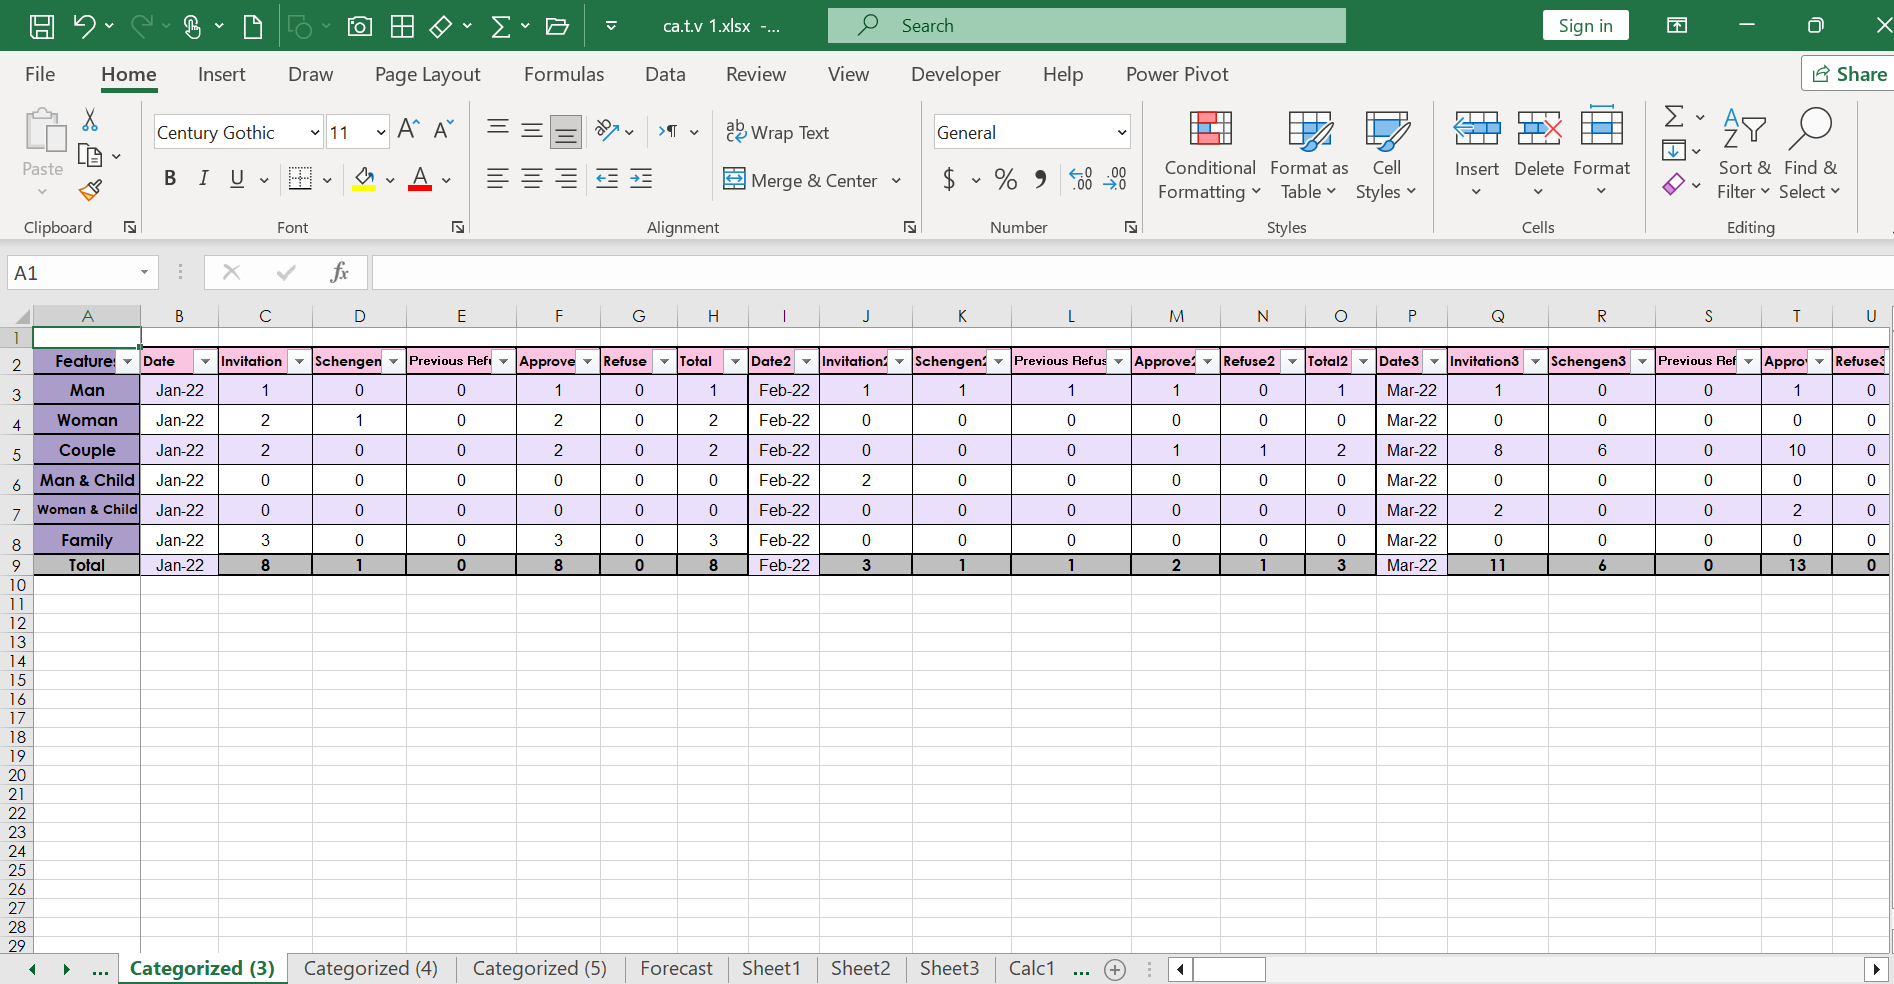 ca.t.v 1.xlsx -... Search Sign in
File Home Insert Draw Page Layout Formulas Data Review View Developer Help Power Pivot Share
Paste Century Gothic 11 Wrap Text General Conditional Formatting Format as Table Cell Styles Insert Delete Format Sort & Filter Find & Select
B I U Merge & Center $ % ,
Clipboard Font Alignment Number Styles Cells Editing
A1 fx
A B C D E F G H I J K L M N O P Q R S T U
1
2 Feature Date Invitation Schengen Previous Refu Approve Refuse Total Date2 Invitation2 Schengen2 Previous Refus Approve2 Refuse2 Total2 Date3 Invitation3 Schengen3 Previous Ref Approv Refuse3
3 Man Jan-22 1 0 0 1 0 1 Feb-22 1 1 1 1 0 1 Mar-22 1 0 0 1 0
4 Woman Jan-22 2 1 0 2 0 2 Feb-22 0 0 0 0 0 0 Mar-22 0 0 0 0 0
5 Couple Jan-22 2 0 0 2 0 2 Feb-22 0 0 0 1 1 2 Mar-22 8 6 0 10 0
6 Man & Child Jan-22 0 0 0 0 0 0 Feb-22 2 0 0 0 0 0 Mar-22 0 0 0 0 0
7 Woman & Child Jan-22 0 0 0 0 0 0 Feb-22 0 0 0 0 0 0 Mar-22 2 0 0 2 0
8 Family Jan-22 3 0 0 3 0 3 Feb-22 0 0 0 0 0 0 Mar-22 0 0 0 0 0
9 Total Jan-22 8 1 0 8 0 8 Feb-22 3 1 1 2 1 3 Mar-22 11 6 0 13 0
10
11
12
13
14
15
16
17
18
19
20
21
22
23
24
25
26
27
28
29
... Categorized (3) Categorized (4) Categorized (5) Forecast Sheet1 Sheet2 Sheet3 Calc1 ...